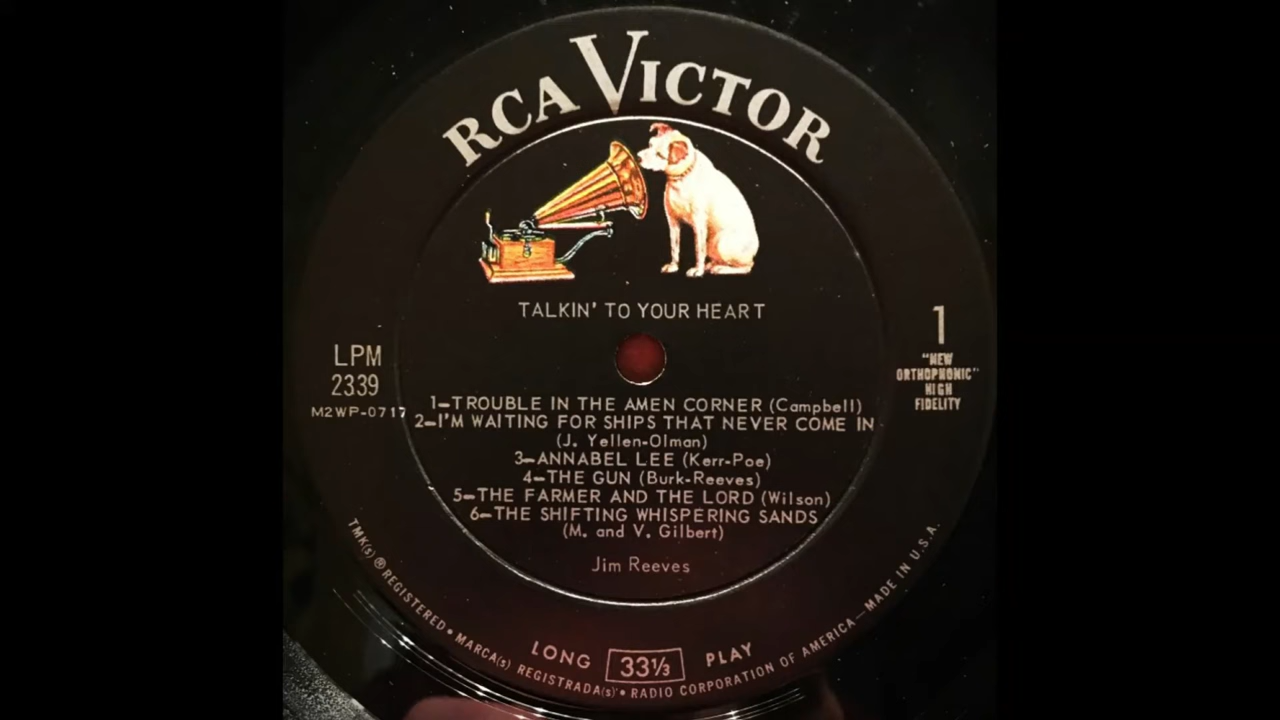 RCA VICTOR
TALKIN' TO YOUR HEART
LPM
2339
M2WP-0717
1
"NEW
ORTHOPHONIC"
HIGH
FIDELITY
1-TROUBLE IN THE AMEN CORNER (Campbell)
2-I'M WAITING FOR SHIPS THAT NEVER COME IN
(J. Yellen-Olman)
3-ANNABEL LEE (Kerr-Poe)
4-THE GUN (Burk-Reeves)
5-THE FARMER AND THE LORD (Wilson)
6-THE SHIFTING WHISPERING SANDS
(M. and V. Gilbert)
Jim Reeves
LONG 33⅓ PLAY
TMK(s) ® REGISTERED • MARCA(s) REGISTRADA(s) • RADIO CORPORATION OF AMERICA—MADE IN U.S.A.